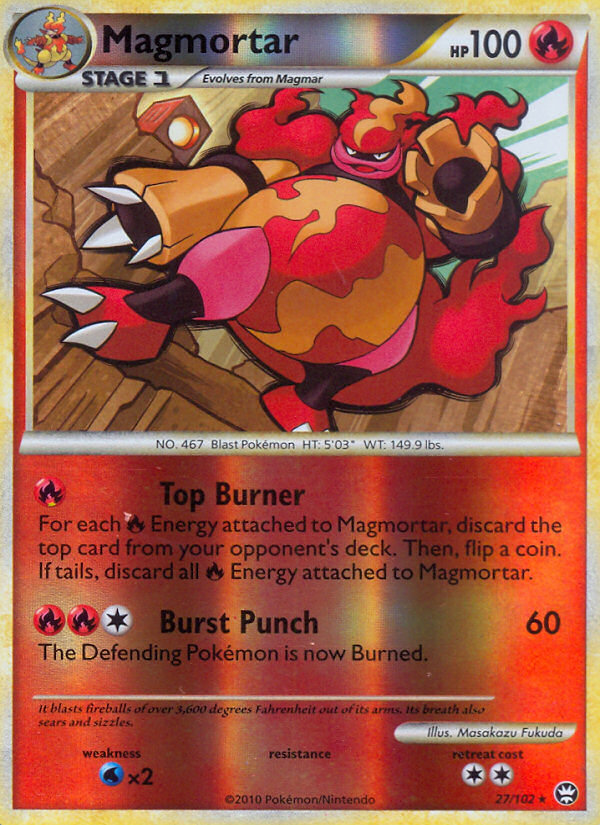 Magmortar HP100
STAGE 1 Evolves from Magmar
NO. 467 Blast Pokémon HT: 5'03" WT: 149.9 lbs.
Top Burner
For each Energy attached to Magmortar, discard the
top card from your opponent's deck. Then, flip a coin.
If tails, discard all Energy attached to Magmortar.
Burst Punch 60
The Defending Pokémon is now Burned.
It blasts fireballs of over 3,600 degrees Fahrenheit out of its arms. Its breath also
sears and sizzles.
Illus. Masakazu Fukuda
weakness resistance retreat cost
×2
©2010 Pokémon/Nintendo 27/102 ★